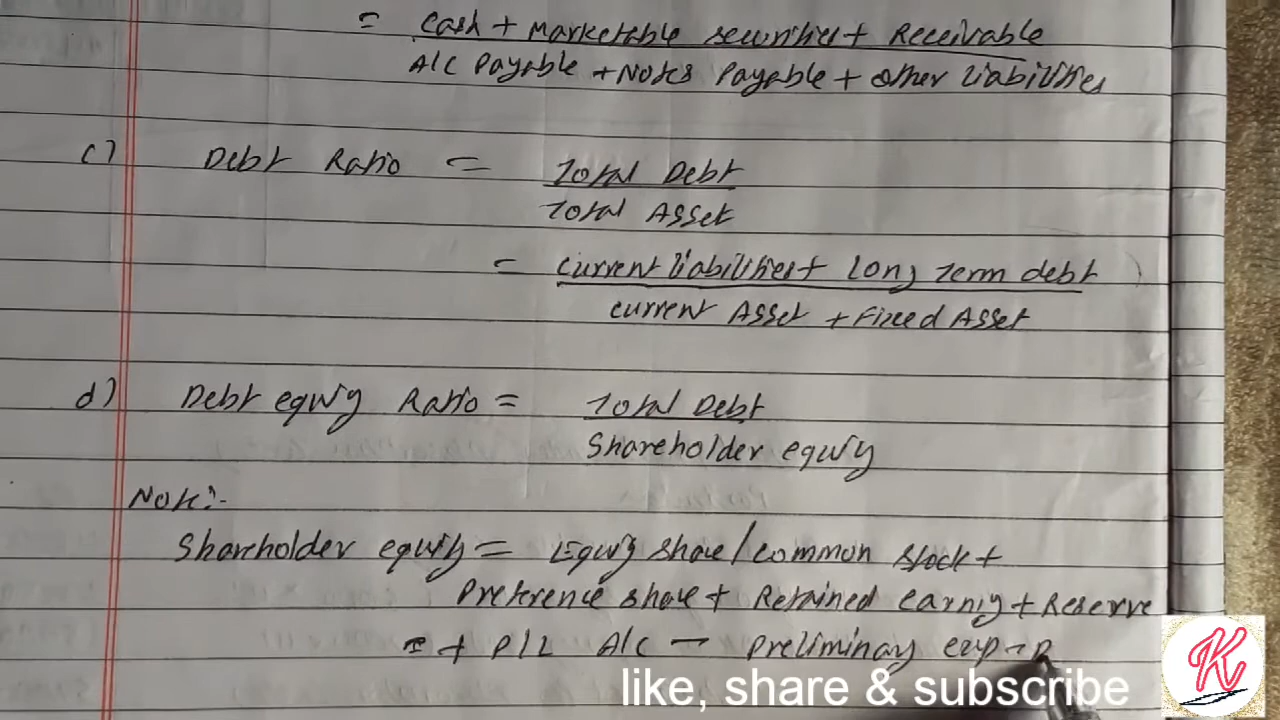 = Cash + Marketable securities + Receivable
A/C Payable + Notes Payable + other liabilities
c) Debt Ratio = Total Debt
Total Asset
= current liabilities + long term debt
current Asset + Fixed Asset
d) Debt equity Ratio = Total Debt
Shareholder equity
Note:-
Shareholder equity = Equity share/common stock +
Preference share + Retained earnig + Reserve
+ P/L A/C - Preliminary exp -
like, share & subscribe
K